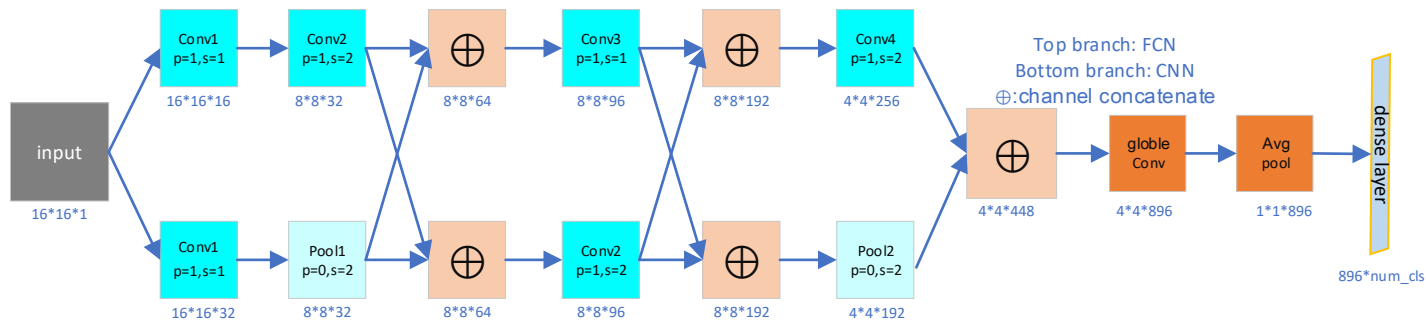 Conv1
p=1,s=1
16*16*16
Conv2
p=1,s=2
8*8*32
8*8*64
Conv3
p=1,s=1
8*8*96
8*8*192
Conv4
p=1,s=2
4*4*256
Top branch: FCN
Bottom branch: CNN
⊕:channel concatenate
input
16*16*1
4*4*448
globle
Conv
4*4*896
Avg
pool
1*1*896
dense layer
896*num_cls
Conv1
p=1,s=1
16*16*32
Pool1
p=0,s=2
8*8*32
8*8*64
Conv2
p=1,s=2
8*8*96
8*8*192
Pool2
p=0,s=2
4*4*192